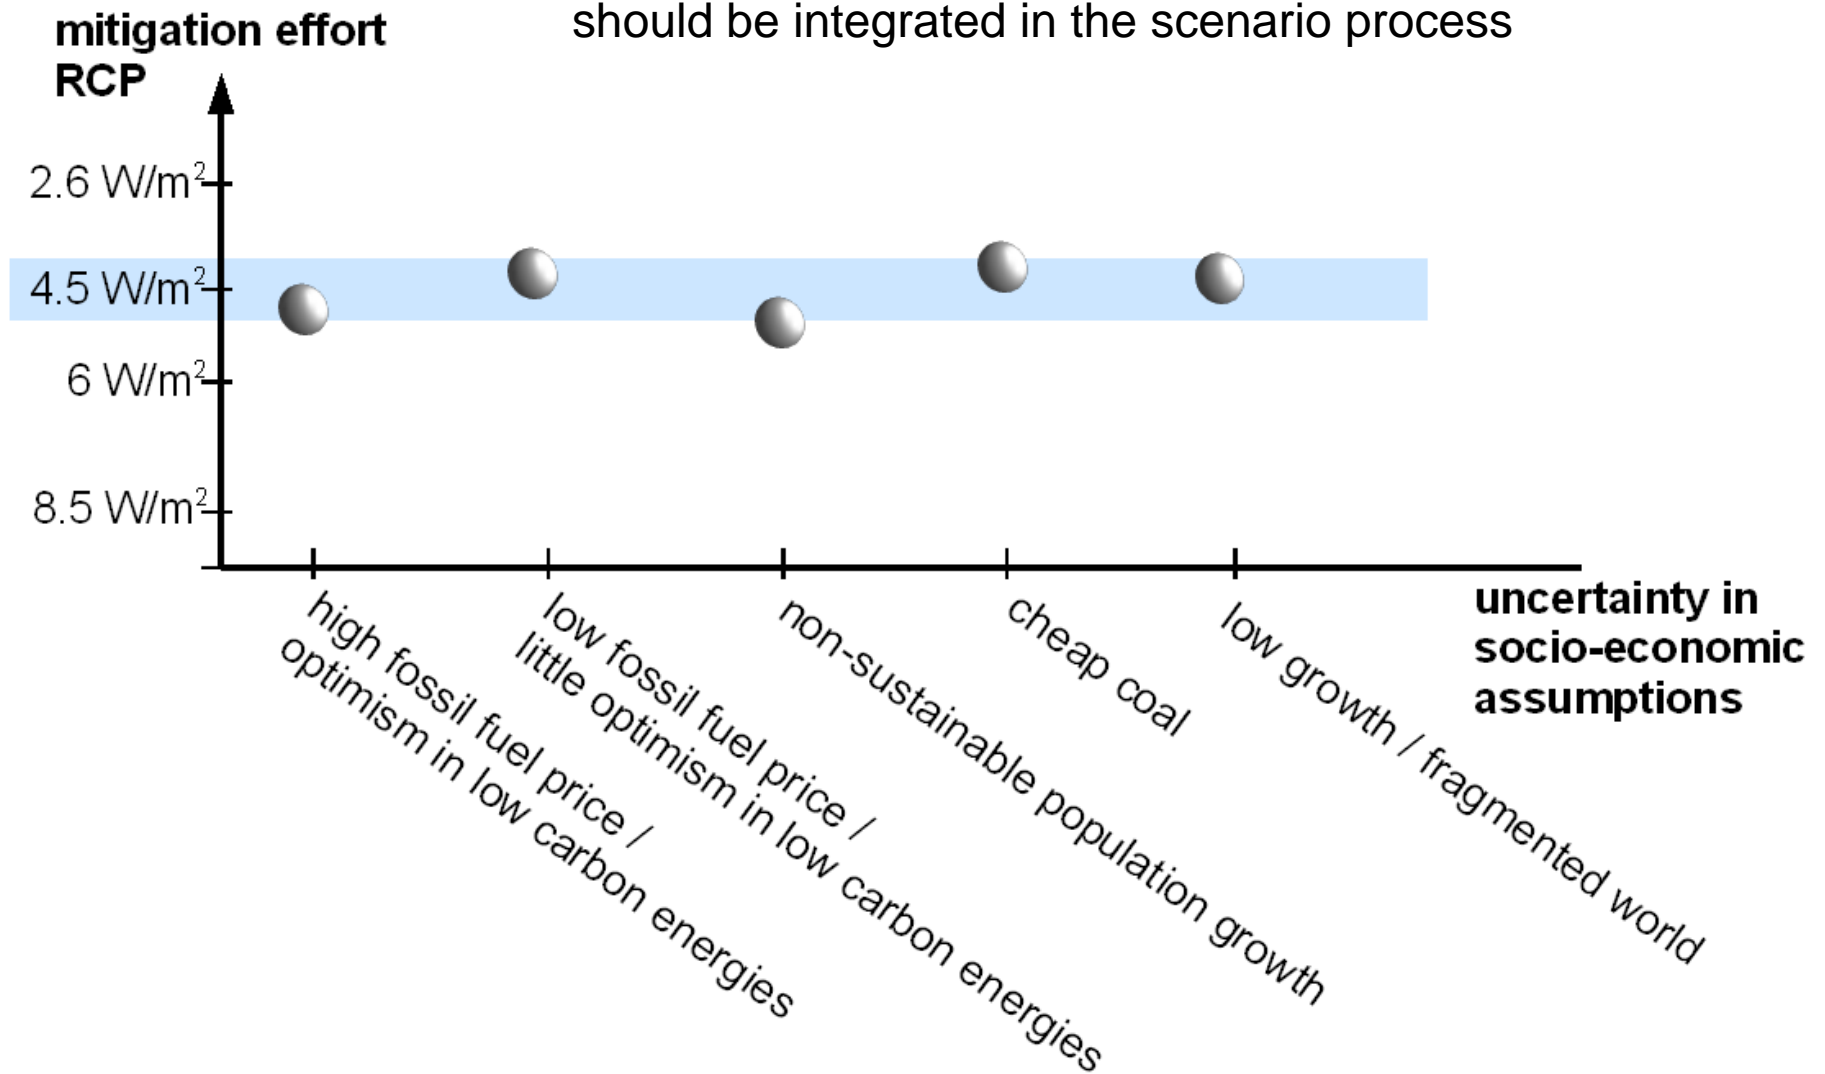 should be integrated in the scenario process
mitigation effort
RCP
2.6 W/m²
4.5 W/m²
6 W/m²
8.5 W/m²
high fossil fuel price /
optimism in low carbon energies
low fossil fuel price /
little optimism in low carbon energies
non-sustainable population growth
cheap coal
low growth / fragmented world
uncertainty in
socio-economic
assumptions